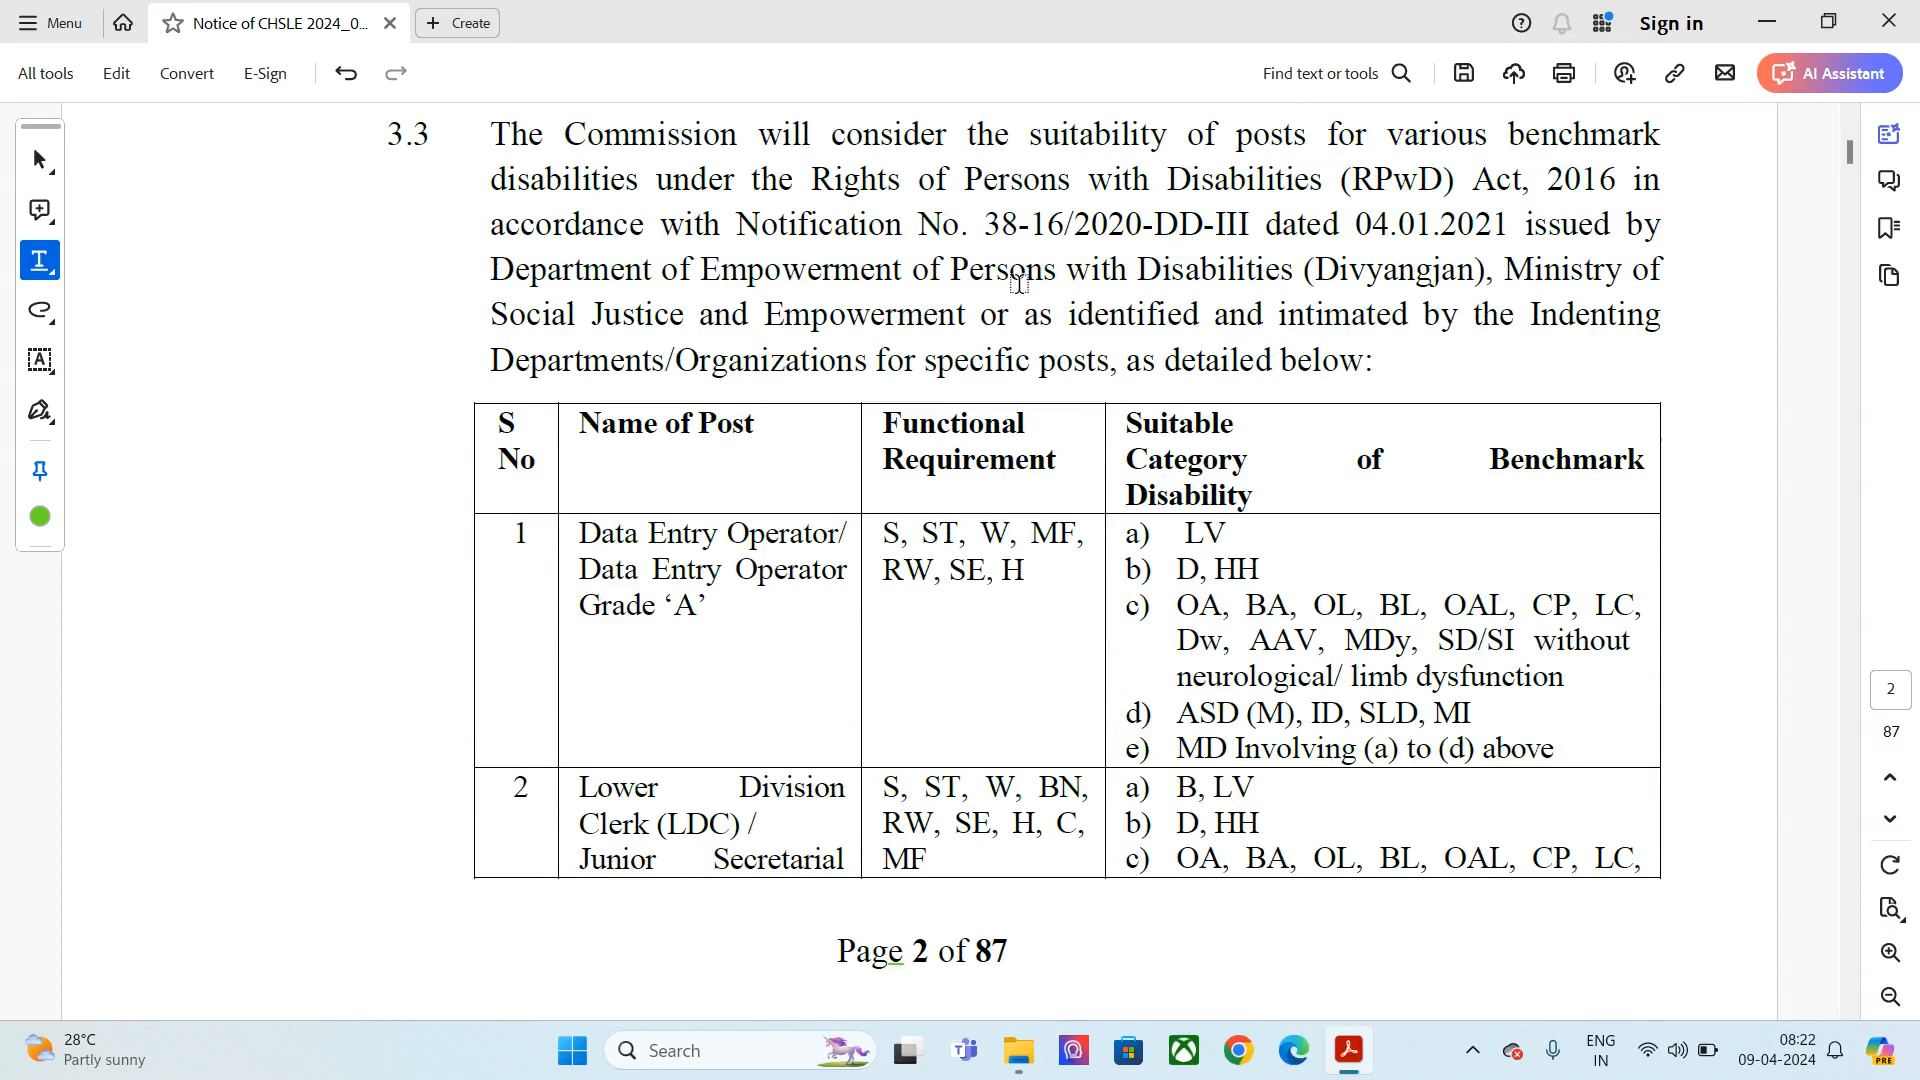 Menu
Notice of CHSLE 2024_0...
Create
Sign in
All tools
Edit
Convert
E-Sign
Find text or tools
AI Assistant
3.3 The Commission will consider the suitability of posts for various benchmark
disabilities under the Rights of Persons with Disabilities (RPwD) Act, 2016 in
accordance with Notification No. 38-16/2020-DD-III dated 04.01.2021 issued by
Department of Empowerment of Persons with Disabilities (Divyangjan), Ministry of
Social Justice and Empowerment or as identified and intimated by the Indenting
Departments/Organizations for specific posts, as detailed below:
S
No
Name of Post
Functional
Requirement
Suitable
Category of Benchmark
Disability
1
Data Entry Operator/
Data Entry Operator
Grade ‘A’
S, ST, W, MF,
RW, SE, H
a) LV
b) D, HH
c) OA, BA, OL, BL, OAL, CP, LC,
Dw, AAV, MDy, SD/SI without
neurological/ limb dysfunction
d) ASD (M), ID, SLD, MI
e) MD Involving (a) to (d) above
2
Lower Division
Clerk (LDC) /
Junior Secretarial
S, ST, W, BN,
RW, SE, H, C,
MF
a) B, LV
b) D, HH
c) OA, BA, OL, BL, OAL, CP, LC,
Page 2 of 87
2
87
28°C
Partly sunny
Search
ENG
IN
08:22
09-04-2024
PRE